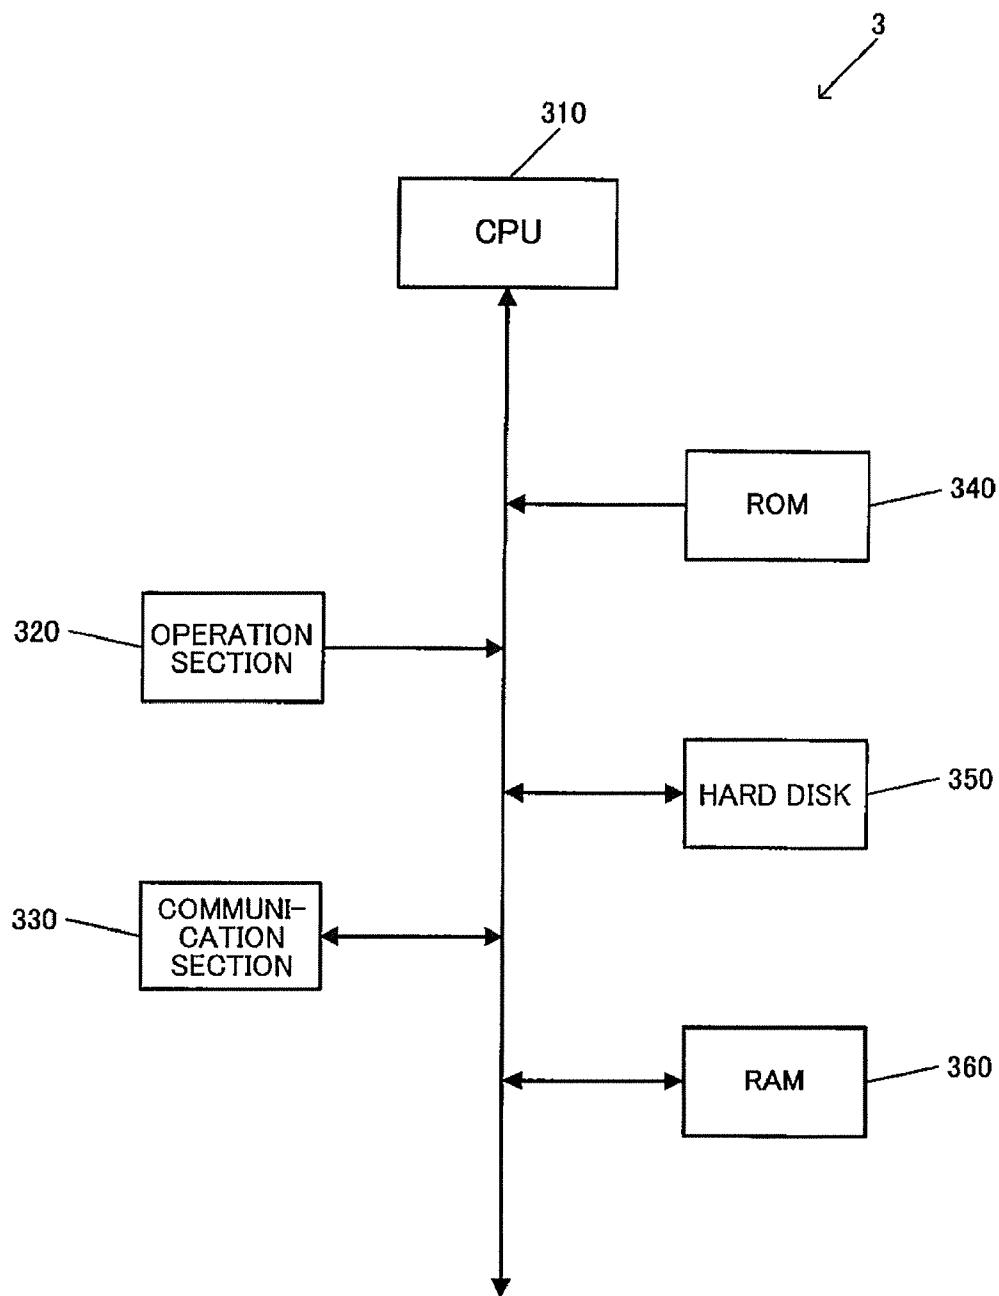 3
310
CPU
ROM
340
320
OPERATION
SECTION
HARD DISK
350
330
COMMUNI-
CATION
SECTION
RAM
360